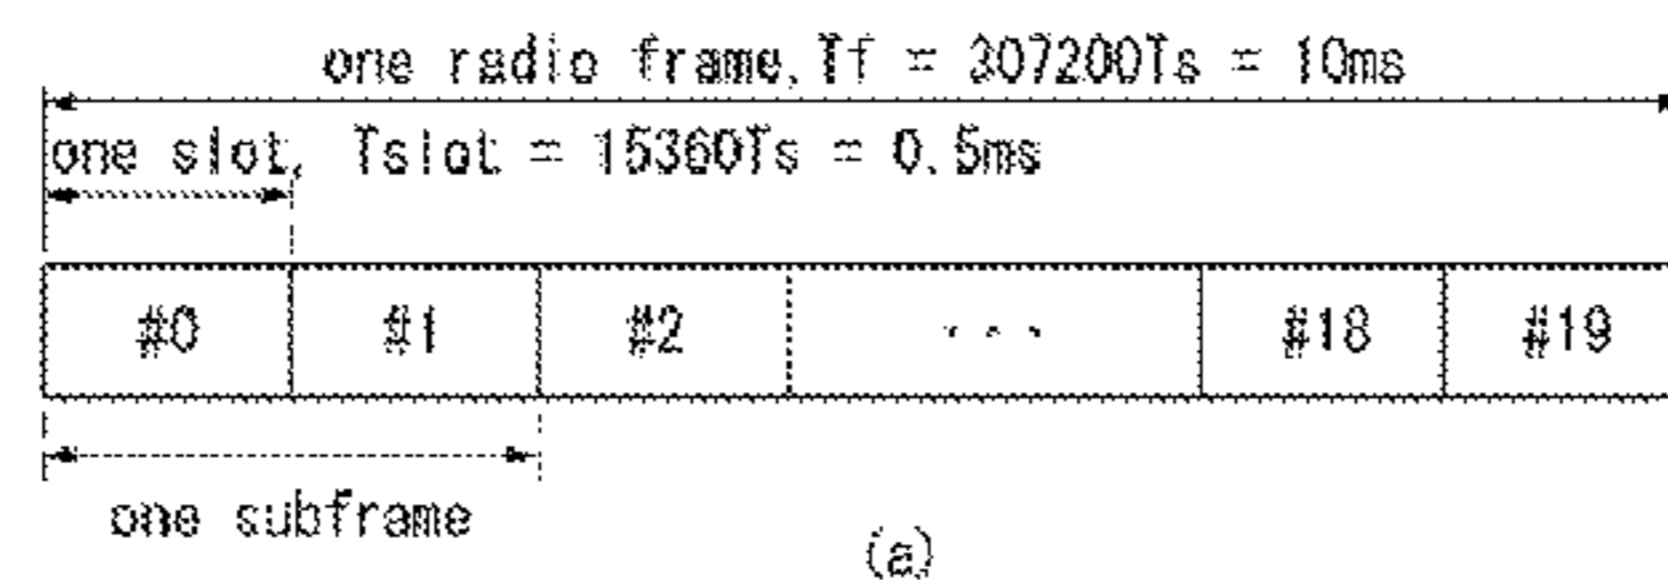 one radio frame, Tf = 307200Ts = 10ms
one slot, Tslot = 15360Ts = 0.5ms
#0 #1 #2 ... #18 #19
one subframe
(a)